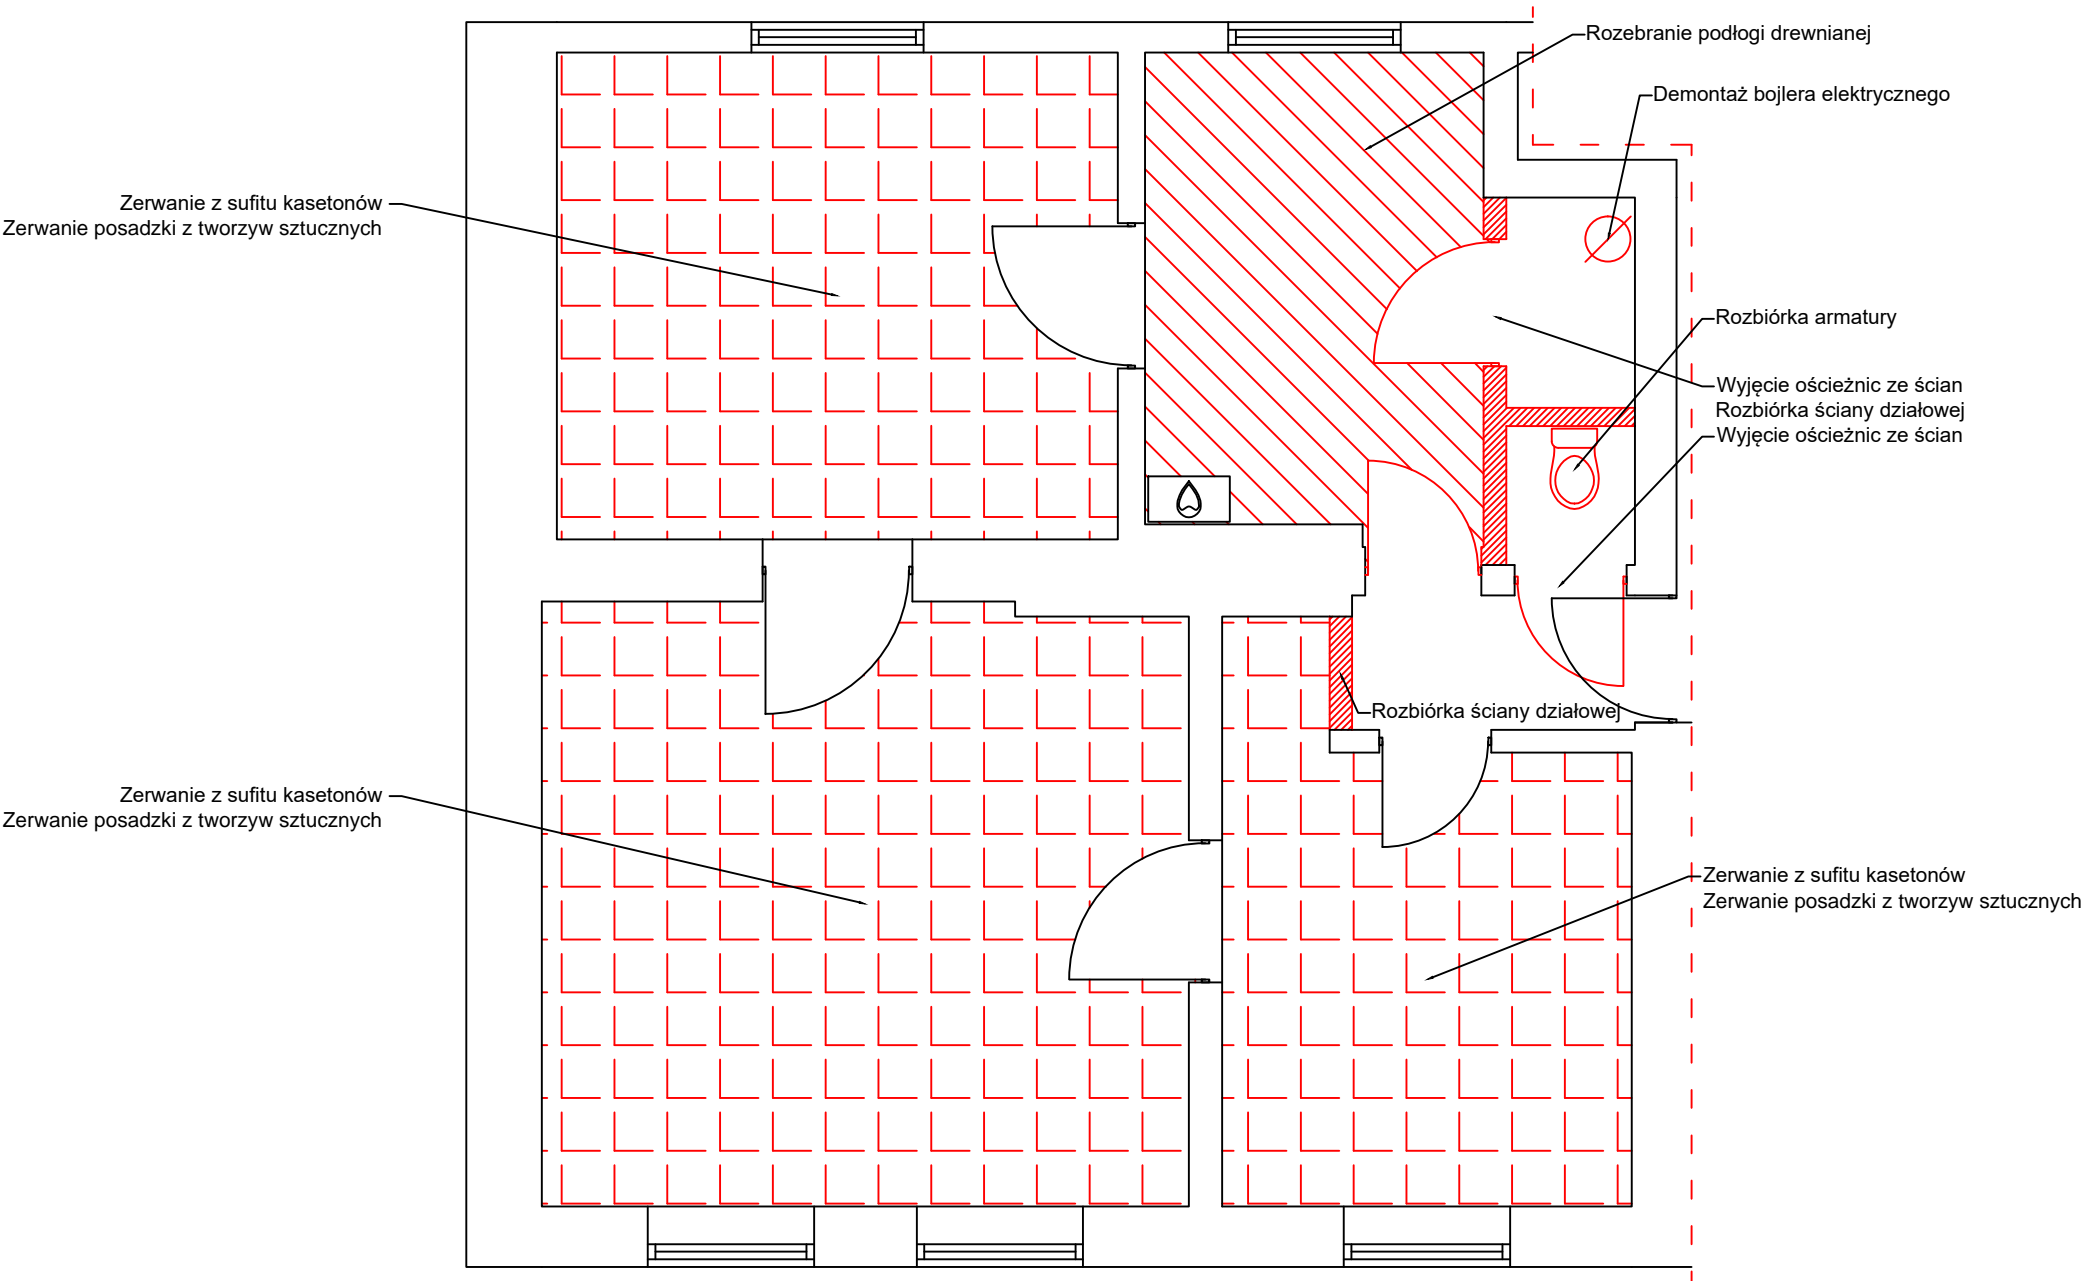 Rozebranie podłogi drewnianej
Demontaż bojlera elektrycznego
Zerwanie z sufitu kasetonów
Zerwanie posadzki z tworzyw sztucznych
Rozbiórka armatury
Wyjęcie ościeżnic ze ścian
Rozbiórka ściany działowej
Wyjęcie ościeżnic ze ścian
Rozbiórka ściany działowej
Zerwanie z sufitu kasetonów
Zerwanie posadzki z tworzyw sztucznych
Zerwanie z sufitu kasetonów
Zerwanie posadzki z tworzyw sztucznych